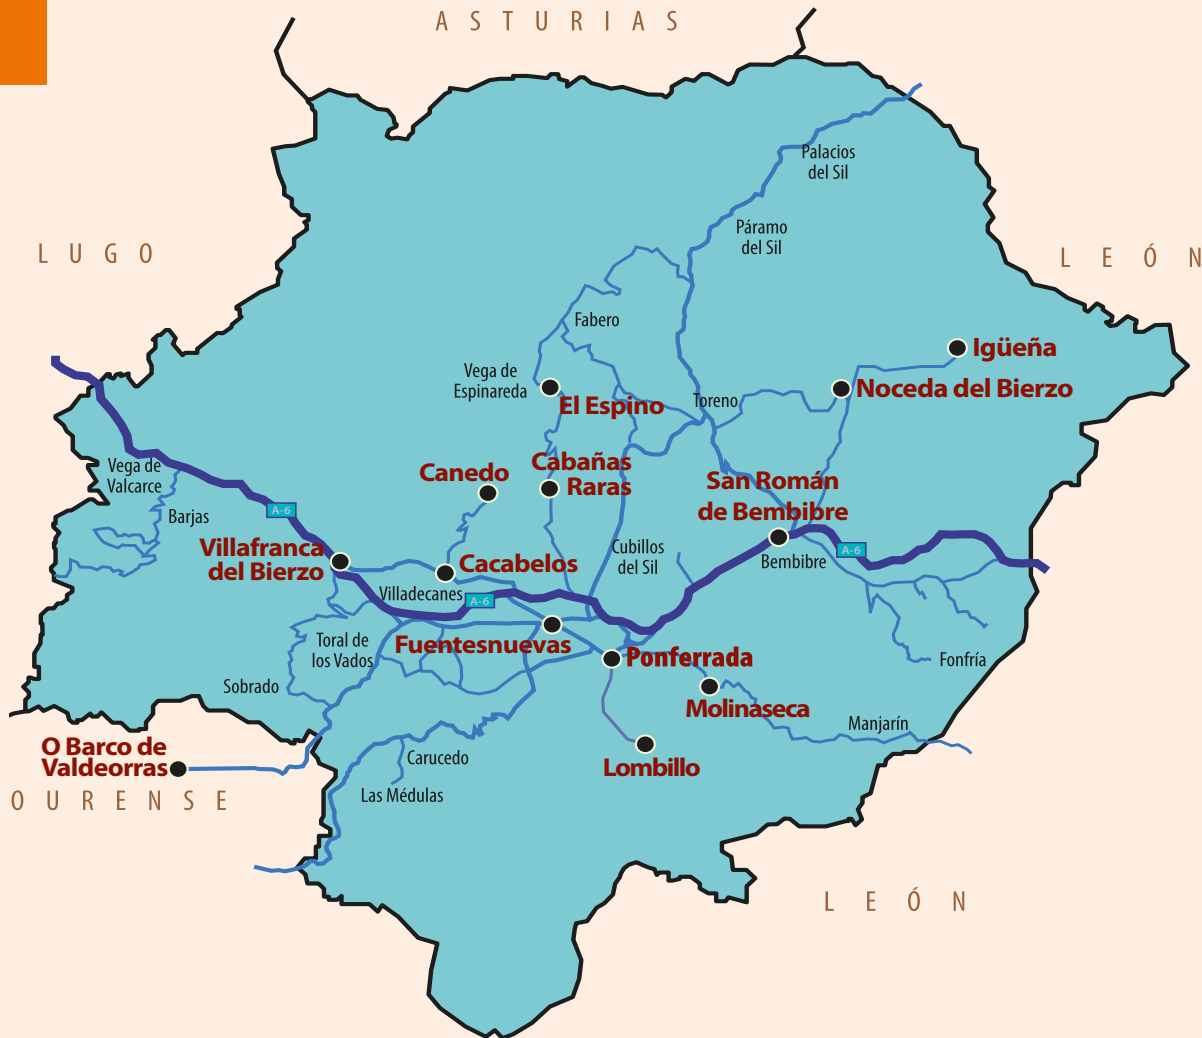 ASTURIAS
Palacios
del Sil
Páramo
del Sil
LUGO
LEÓN
Fabero
Igüeña
Vega de
Espinareda
Noceda del Bierzo
El Espino
Toreno
Cabañas
Raras
Canedo
Vega de
Valcarce
San Román
de Bembibre
A-6
Barjas
Villafranca
del Bierzo
Cubillos
del Sil
A-6
Bembibre
Cacabelos
Villadecanes
A-6
Toral de
los Vados
Fuentesnuevas
Ponferrada
Fonfría
Sobrado
Molinaseca
Manjarín
O Barco de
Valdeorras
Carucedo
Lombillo
OURENSE
Las Médulas
LEÓN